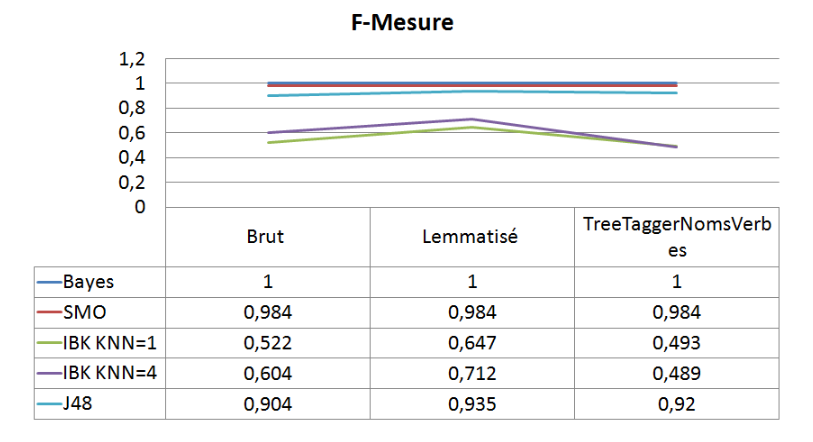 F-Mesure
1,2
1
0,8
0,6
0,4
0,2
0
Brut Lemmatisé TreeTaggerNomsVerb
es
Bayes 1 1 1
SMO 0,984 0,984 0,984
IBK KNN=1 0,522 0,647 0,493
IBK KNN=4 0,604 0,712 0,489
J48 0,904 0,935 0,92